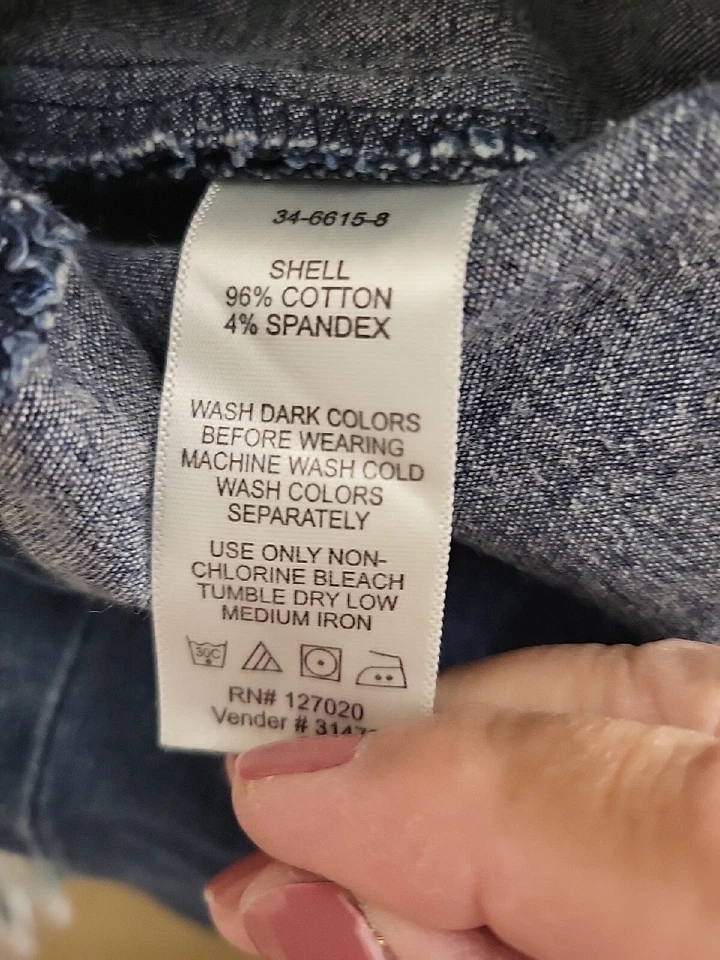 34-6615-8
SHELL
96% COTTON
4% SPANDEX
WASH DARK COLORS
BEFORE WEARING
MACHINE WASH COLD
WASH COLORS
SEPARATELY
USE ONLY NON-
CHLORINE BLEACH
TUMBLE DRY LOW
MEDIUM IRON
30C
RN# 127020
Vender #